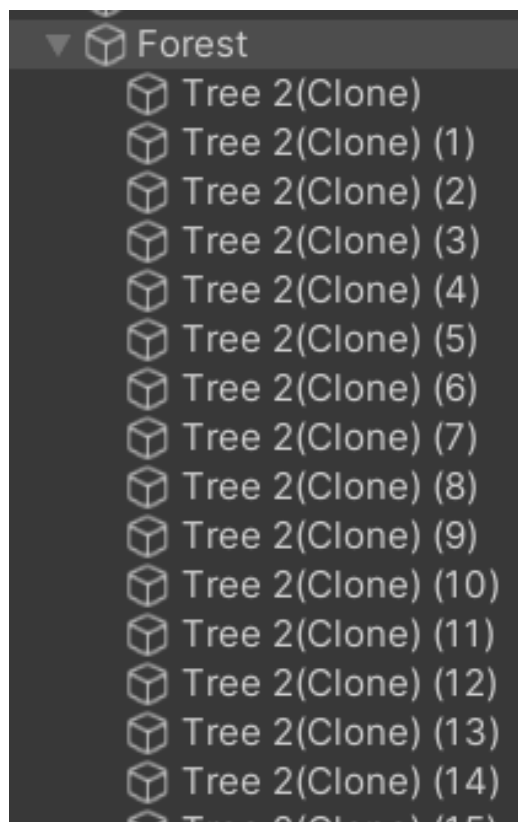 Forest
Tree 2(Clone)
Tree 2(Clone) (1)
Tree 2(Clone) (2)
Tree 2(Clone) (3)
Tree 2(Clone) (4)
Tree 2(Clone) (5)
Tree 2(Clone) (6)
Tree 2(Clone) (7)
Tree 2(Clone) (8)
Tree 2(Clone) (9)
Tree 2(Clone) (10)
Tree 2(Clone) (11)
Tree 2(Clone) (12)
Tree 2(Clone) (13)
Tree 2(Clone) (14)